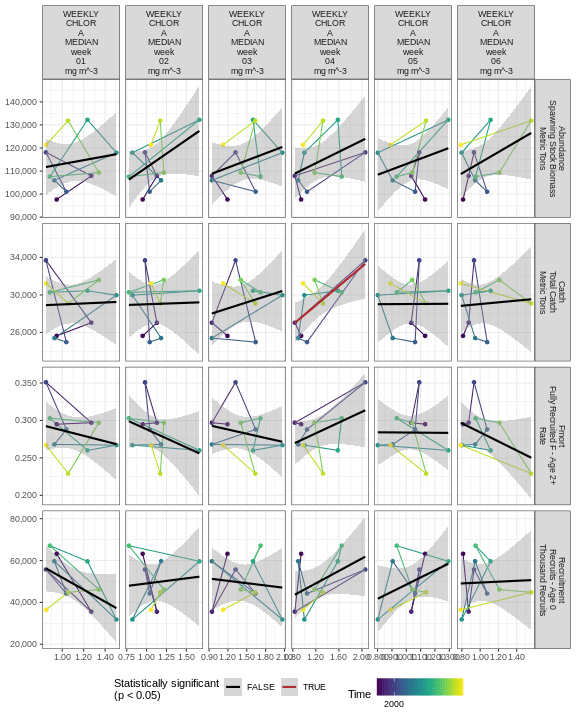 WEEKLY WEEKLY WEEKLY WEEKLY WEEKLY WEEKLY
CHLOR CHLOR CHLOR CHLOR CHLOR CHLOR
A A A A A A
MEDIAN MEDIAN MEDIAN MEDIAN MEDIAN MEDIAN
week week week week week week
01 02 03 04 05 06
mg m^-3 mg m^-3 mg m^-3 mg m^-3 mg m^-3 mg m^-3
140,000
130,000
120,000
110,000
100,000
90,000
Abundance
Spawning Stock Biomass
Metric Tons
34,000
30,000
26,000
Catch
Total Catch
Metric Tons
0.350
0.300
0.250
0.200
Fmort
Fully Recruited F - Age 2+
Rate
80,000
60,000
40,000
20,000
Recruitment
Recruits - Age 0
Thousand Recruits
1.00 1.20 1.40
0.75 1.00 1.25 1.50
0.90 1.20 1.50 1.80
1.20 1.60 2.00
0.80 1.00 1.20 1.40
Statistically significant
(p < 0.05)
FALSE TRUE
Time
2000